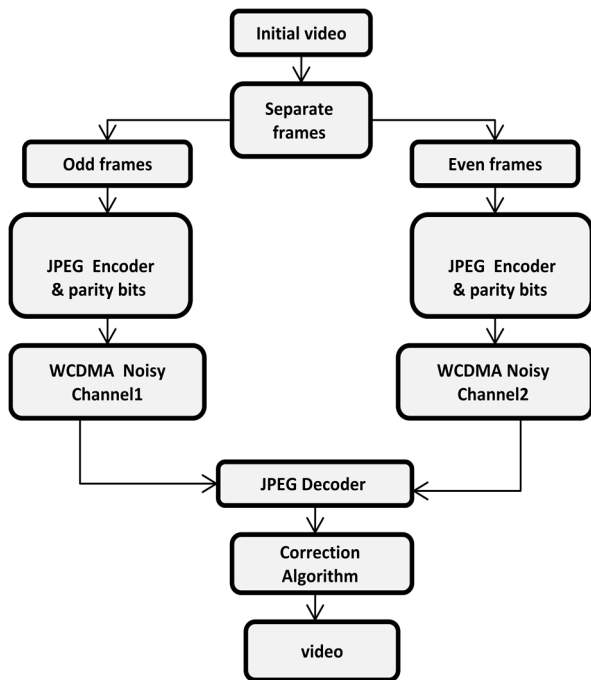 Initial video
Separate
frames
Odd frames
Even frames
JPEG Encoder
& parity bits
JPEG Encoder
& parity bits
WCDMA Noisy
Channel1
WCDMA Noisy
Channel2
JPEG Decoder
Correction
Algorithm
video